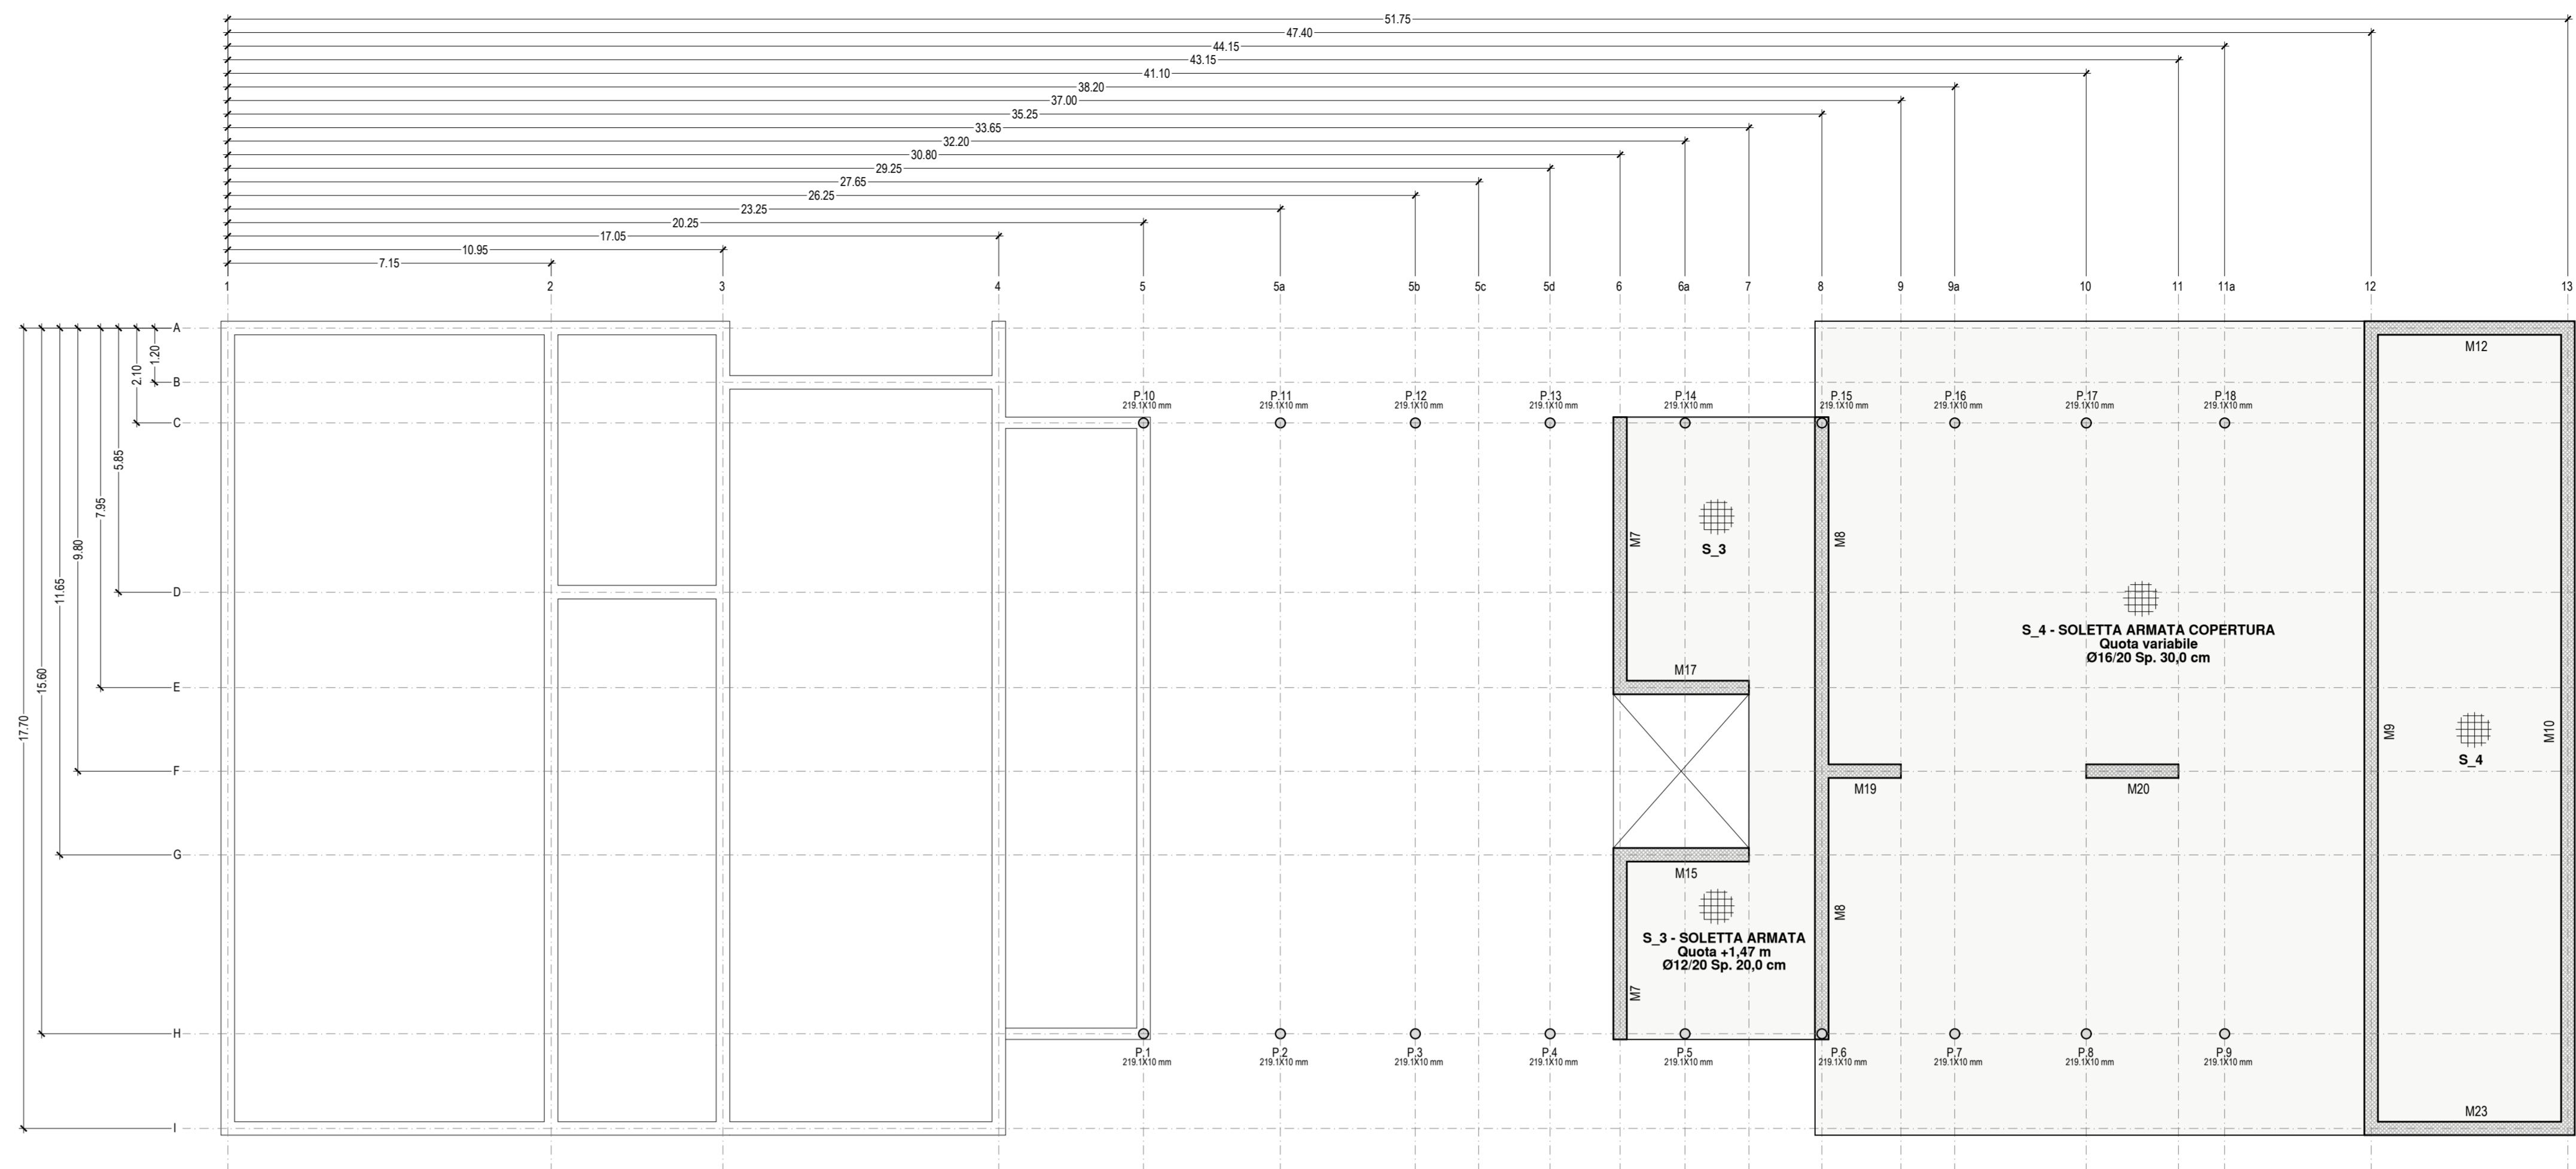 51.75
47.40
44.15
43.15
41.10
38.20
37.00
35.25
33.65
32.20
30.80
29.25
27.65
26.25
23.25
20.25
17.05
10.95
7.15
1 2 3 4 5 5a 5b 5c 5d 6 6a 7 8 9 9a 10 11 11a 12 13
A
B
C
D
E
F
G
H
I
1.20
2.10
5.85
7.95
9.80
11.65
15.60
17.70
P.10
219.1X10 mm
P.11
219.1X10 mm
P.12
219.1X10 mm
P.13
219.1X10 mm
P.14
219.1X10 mm
P.15
219.1X10 mm
P.16
219.1X10 mm
P.17
219.1X10 mm
P.18
219.1X10 mm
M12
M7
S_3
M8
M17
S_4 - SOLETTA ARMATA COPERTURA
Quota variabile
Ø16/20 Sp. 30,0 cm
M9
M10
S_4
M19
M20
M15
M8
S_3 - SOLETTA ARMATA
Quota +1,47 m
Ø12/20 Sp. 20,0 cm
M7
P.1
219.1X10 mm
P.2
219.1X10 mm
P.3
219.1X10 mm
P.4
219.1X10 mm
P.5
219.1X10 mm
P.6
219.1X10 mm
P.7
219.1X10 mm
P.8
219.1X10 mm
P.9
219.1X10 mm
M23